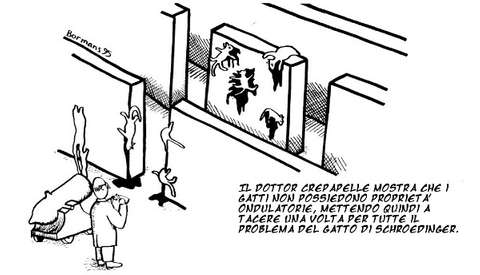 Bormans 95
IL DOTTOR CREPAPELLE MOSTRA CHE I
GATTI NON POSSIEDONO PROPRIETA'
ONDULATORIE, METTENDO QUINDI A
TACERE UNA VOLTA PER TUTTE IL
PROBLEMA DEL GATTO DI SCHROEDINGER.